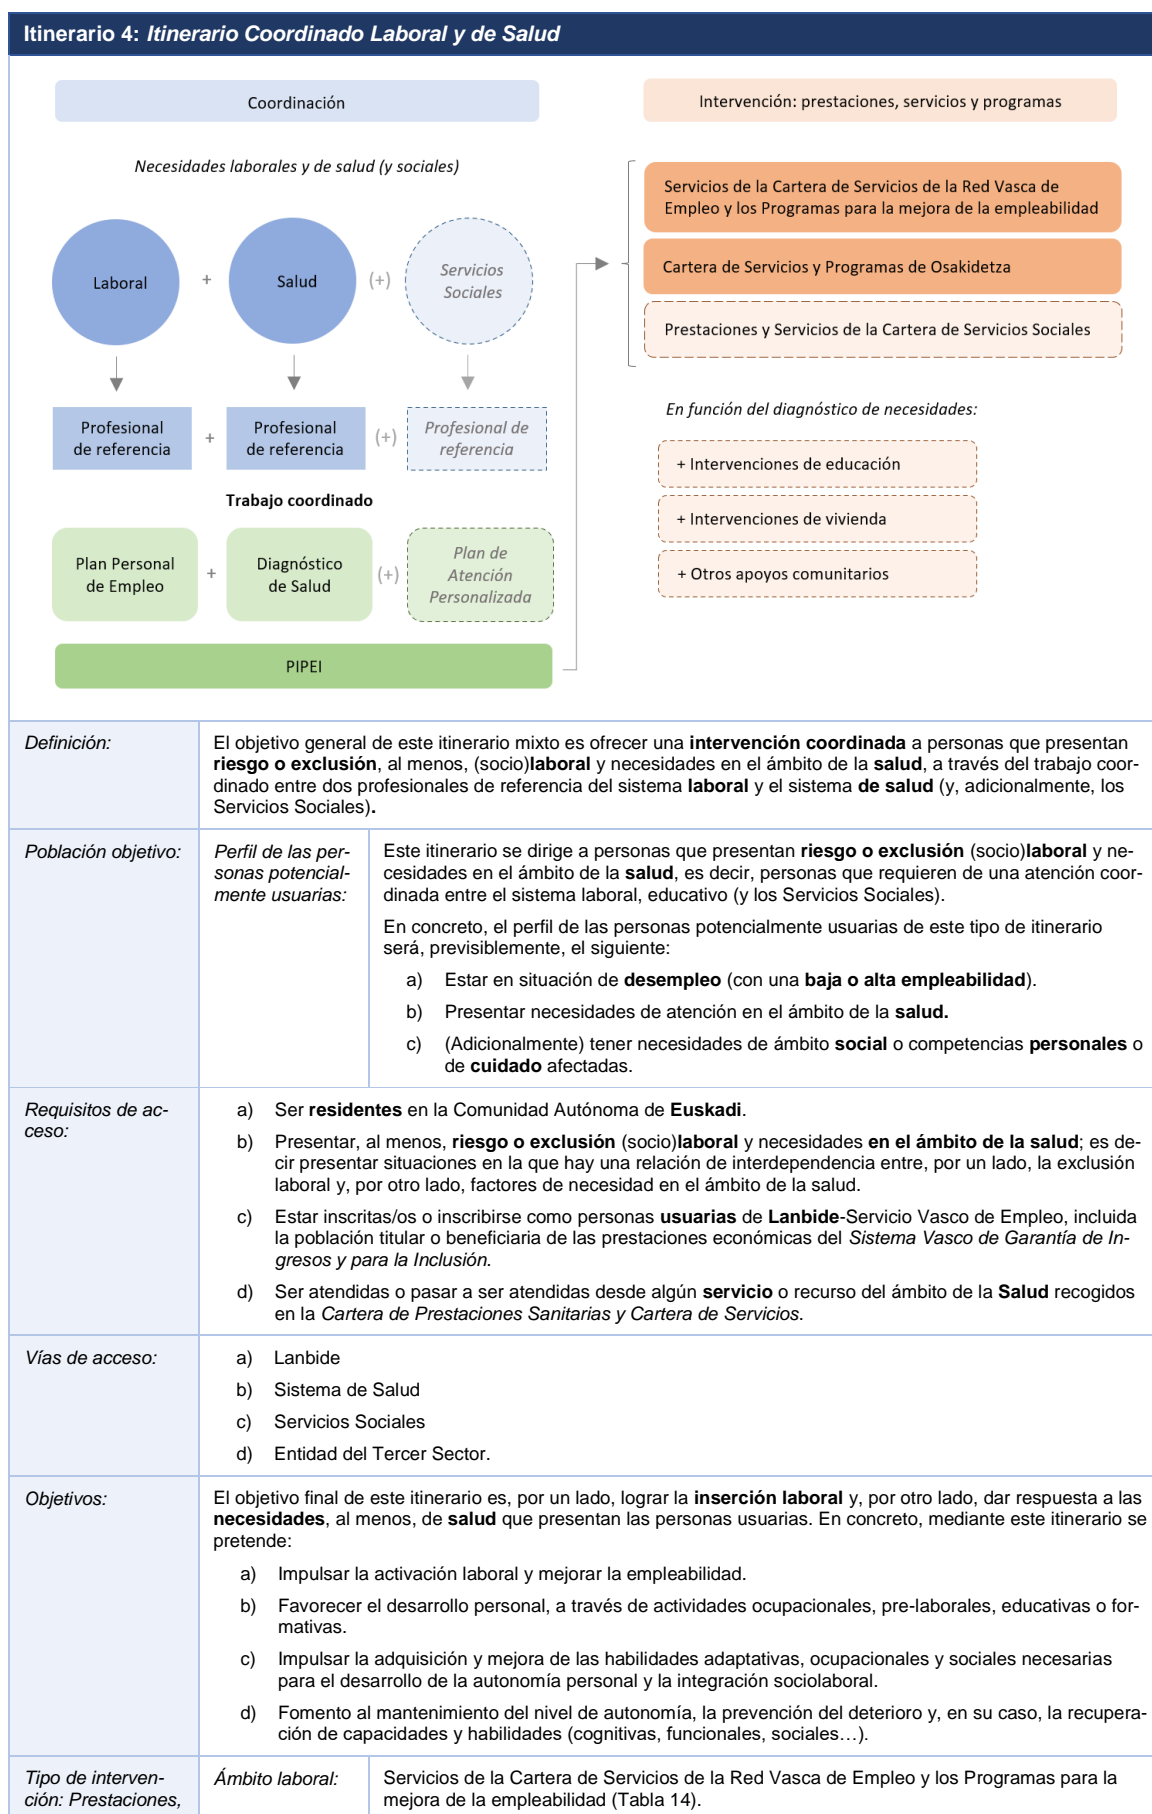 Itinerario 4: Itinerario Coordinado Laboral y de Salud
Coordinación
Necesidades laborales y de salud (y sociales)
Laboral
+
Salud
(+)
Servicios
Sociales
Profesional
de referencia
+
Profesional
de referencia
(+)
Profesional de
referencia
Trabajo coordinado
Plan Personal
de Empleo
+
Diagnóstico
de Salud
(+)
Plan de
Atención
Personalizada
PIPEI
Intervención: prestaciones, servicios y programas
Servicios de la Cartera de Servicios de la Red Vasca de
Empleo y los Programas para la mejora de la empleabilidad
Cartera de Servicios y Programas de Osakidetza
Prestaciones y Servicios de la Cartera de Servicios Sociales
En función del diagnóstico de necesidades:
+ Intervenciones de educación
+ Intervenciones de vivienda
+ Otros apoyos comunitarios
Definición:
El objetivo general de este itinerario mixto es ofrecer una intervención coordinada a personas que presentan
riesgo o exclusión, al menos, (socio)laboral y necesidades en el ámbito de la salud, a través del trabajo coor-
dinado entre dos profesionales de referencia del sistema laboral y el sistema de salud (y, adicionalmente, los
Servicios Sociales).
Población objetivo:
Perfil de las per-
sonas potencial-
mente usuarias:
Este itinerario se dirige a personas que presentan riesgo o exclusión (socio)laboral y ne-
cesidades en el ámbito de la salud, es decir, personas que requieren de una atención coor-
dinada entre el sistema laboral, educativo (y los Servicios Sociales).
En concreto, el perfil de las personas potencialmente usuarias de este tipo de itinerario
será, previsiblemente, el siguiente:
a) Estar en situación de desempleo (con una baja o alta empleabilidad).
b) Presentar necesidades de atención en el ámbito de la salud.
c) (Adicionalmente) tener necesidades de ámbito social o competencias personales o
de cuidado afectadas.
Requisitos de ac-
ceso:
a) Ser residentes en la Comunidad Autónoma de Euskadi.
b) Presentar, al menos, riesgo o exclusión (socio)laboral y necesidades en el ámbito de la salud; es de-
cir presentar situaciones en la que hay una relación de interdependencia entre, por un lado, la exclusión
laboral y, por otro lado, factores de necesidad en el ámbito de la salud.
c) Estar inscritas/os o inscribirse como personas usuarias de Lanbide-Servicio Vasco de Empleo, incluida
la población titular o beneficiaria de las prestaciones económicas del Sistema Vasco de Garantía de In-
gresos y para la Inclusión.
d) Ser atendidas o pasar a ser atendidas desde algún servicio o recurso del ámbito de la Salud recogidos
en la Cartera de Prestaciones Sanitarias y Cartera de Servicios.
Vías de acceso:
a) Lanbide
b) Sistema de Salud
c) Servicios Sociales
d) Entidad del Tercer Sector.
Objetivos:
El objetivo final de este itinerario es, por un lado, lograr la inserción laboral y, por otro lado, dar respuesta a las
necesidades, al menos, de salud que presentan las personas usuarias. En concreto, mediante este itinerario se
pretende:
a) Impulsar la activación laboral y mejorar la empleabilidad.
b) Favorecer el desarrollo personal, a través de actividades ocupacionales, pre-laborales, educativas o for-
mativas.
c) Impulsar la adquisición y mejora de las habilidades adaptativas, ocupacionales y sociales necesarias
para el desarrollo de la autonomía personal y la integración sociolaboral.
d) Fomento al mantenimiento del nivel de autonomía, la prevención del deterioro y, en su caso, la recupera-
ción de capacidades y habilidades (cognitivas, funcionales, sociales…).
Tipo de interven-
ción: Prestaciones,
Ámbito laboral:
Servicios de la Cartera de Servicios de la Red Vasca de Empleo y los Programas para la
mejora de la empleabilidad (Tabla 14).